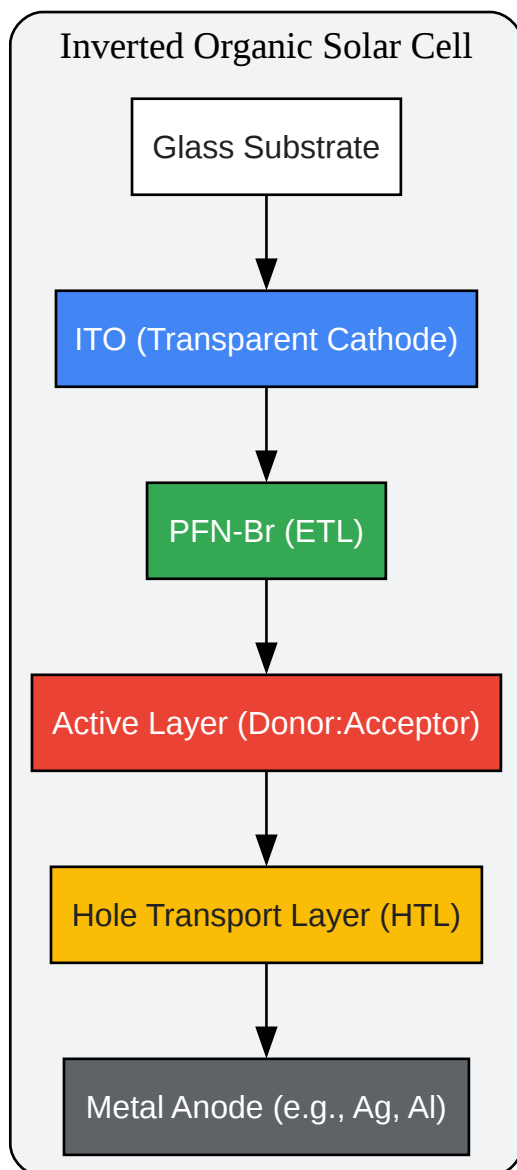 Inverted Organic Solar Cell
Glass Substrate
ITO (Transparent Cathode)
PFN-Br (ETL)
Active Layer (Donor:Acceptor)
Hole Transport Layer (HTL)
Metal Anode (e.g., Ag, Al)